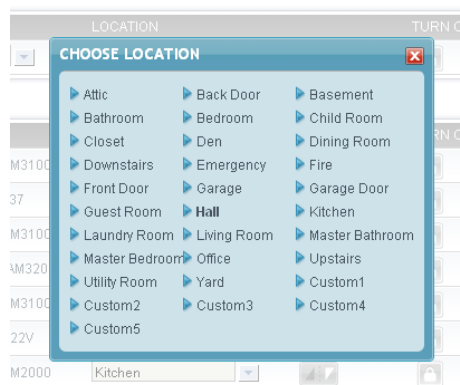 LOCATION TURN
CHOOSE LOCATION
Attic Back Door Basement
Bathroom Bedroom Child Room
Closet Den Dining Room
Downstairs Emergency Fire
Front Door Garage Garage Door
Guest Room Hall Kitchen
Laundry Room Living Room Master Bathroom
Master Bedroom Office Upstairs
Utility Room Yard Custom1
Custom2 Custom3 Custom4
Custom5
M3100
37
M3100
AM320
M3100
22V
M2000 Kitchen